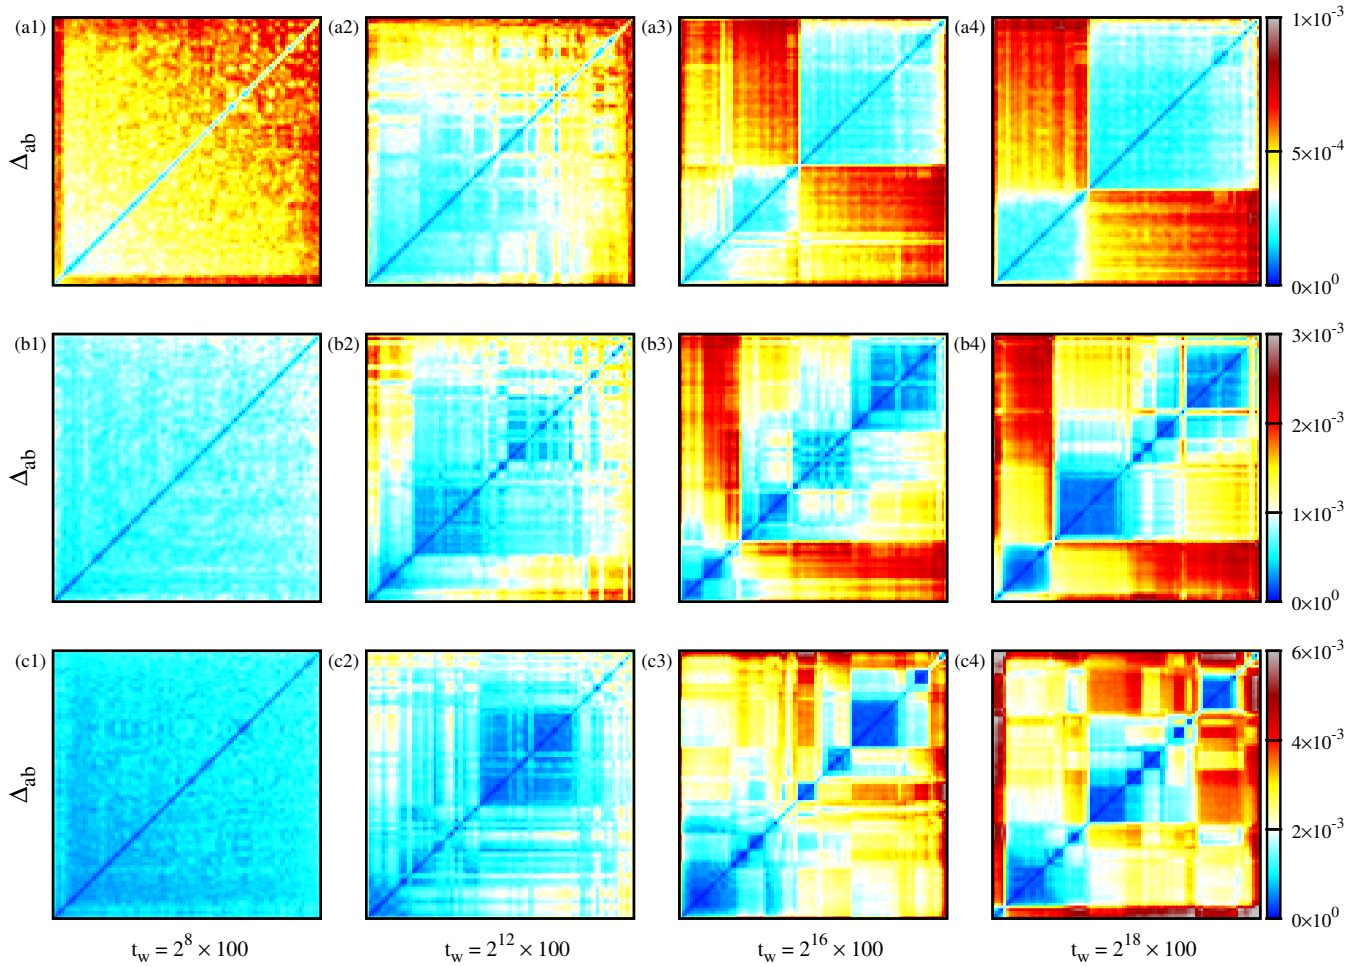 (a1) (a2) (a3) (a4) 1×10⁻³
Δab 5×10⁻⁴
0×10⁰
(b1) (b2) (b3) (b4) 3×10⁻³
2×10⁻³
Δab
1×10⁻³
0×10⁰
(c1) (c2) (c3) (c4) 6×10⁻³
4×10⁻³
Δab
2×10⁻³
0×10⁰
tw = 2⁸ × 100 tw = 2¹² × 100 tw = 2¹⁶ × 100 tw = 2¹⁸ × 100